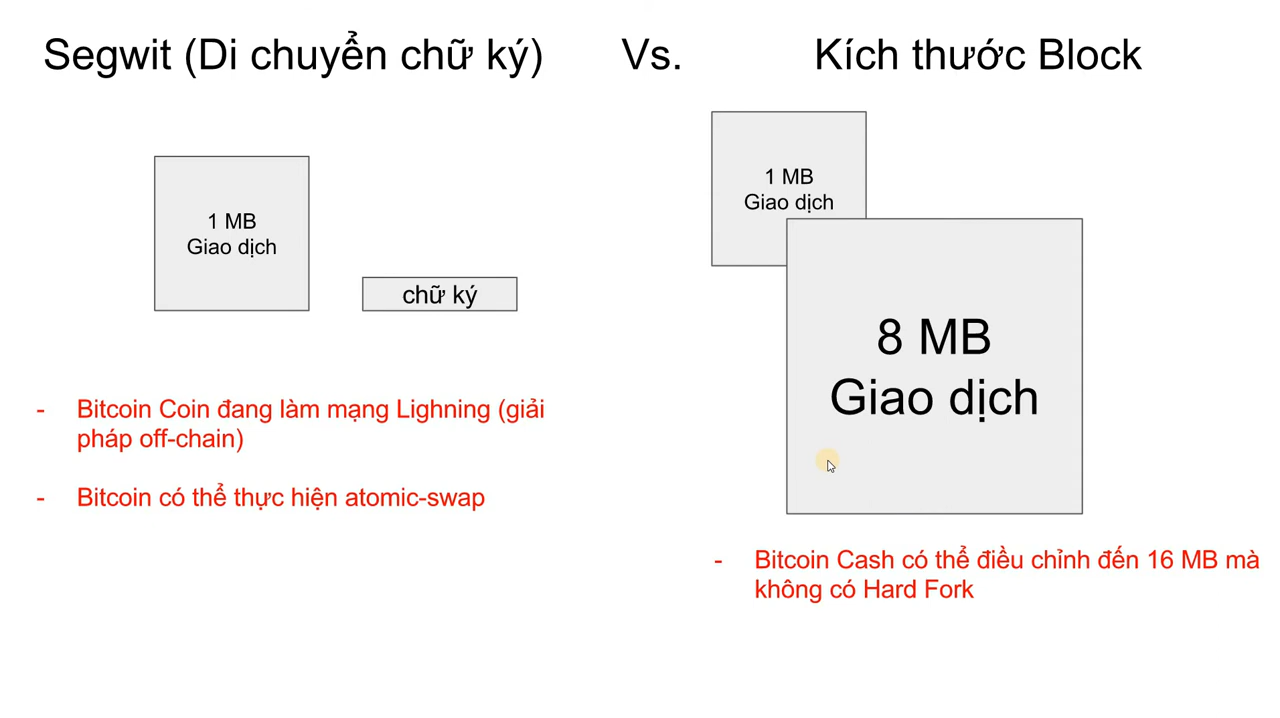 Segwit (Di chuyển chữ ký) Vs. Kích thước Block
1 MB
Giao dịch
chữ ký
- Bitcoin Coin đang làm mạng Lighning (giải
pháp off-chain)
- Bitcoin có thể thực hiện atomic-swap
1 MB
Giao dịch
8 MB
Giao dịch
- Bitcoin Cash có thể điều chỉnh đến 16 MB mà
không có Hard Fork